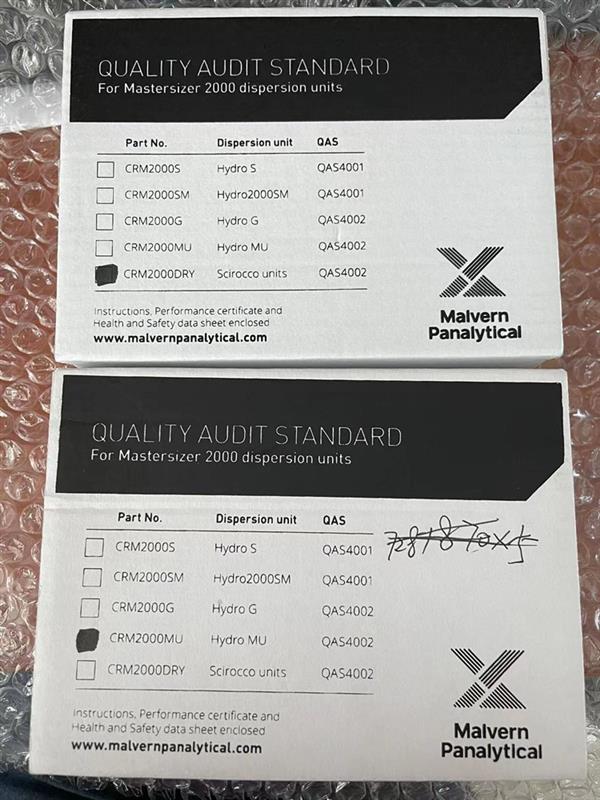 QUALITY AUDIT STANDARD
For Mastersizer 2000 dispersion units
Part No. Dispersion unit QAS
CRM2000S Hydro S QAS4001
CRM2000SM Hydro2000SM QAS4001
CRM2000G Hydro G QAS4002
CRM2000MU Hydro MU QAS4002
CRM2000DRY Scirocco units QAS4002
Instructions, Performance certificate and
Health and Safety data sheet enclosed
www.malvernpanalytical.com
Malvern
Panalytical
QUALITY AUDIT STANDARD
For Mastersizer 2000 dispersion units
Part No. Dispersion unit QAS
CRM2000S Hydro S QAS4001
CRM2000SM Hydro2000SM QAS4001
CRM2000G Hydro G QAS4002
CRM2000MU Hydro MU QAS4002
CRM2000DRY Scirocco units QAS4002
Instructions, Performance certificate and
Health and Safety data sheet enclosed
www.malvernpanalytical.com
Malvern
Panalytical